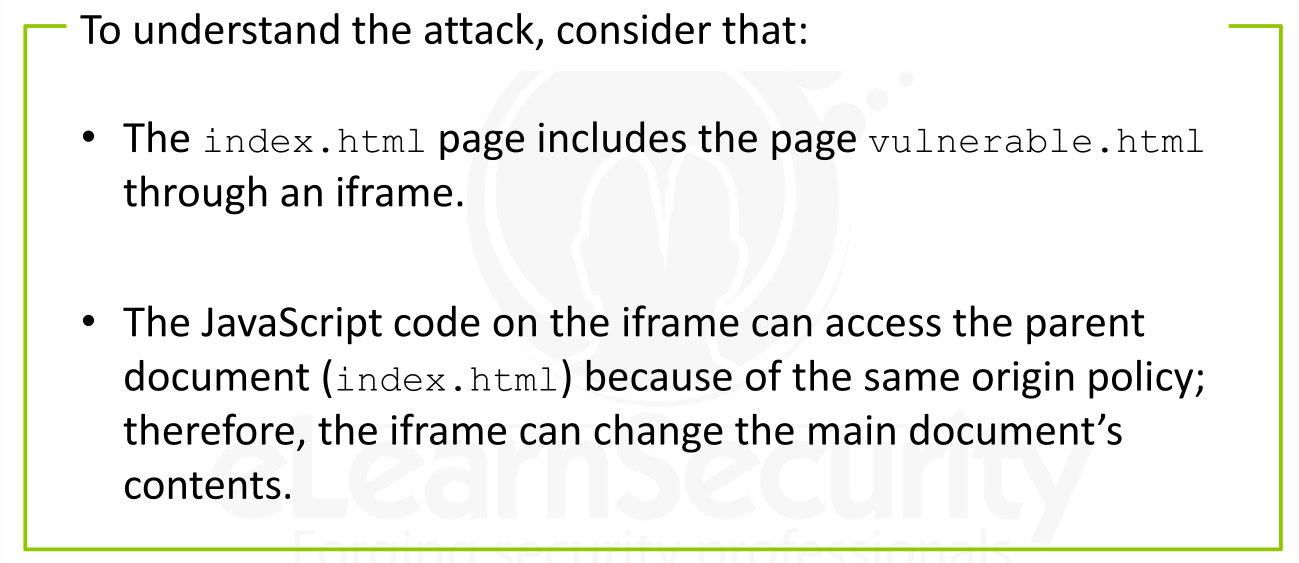 To understand the attack, consider that:
• The index.html page includes the page vulnerable.html
through an iframe.
• The JavaScript code on the iframe can access the parent
document (index.html) because of the same origin policy;
therefore, the iframe can change the main document’s
contents.
eLearnSecurity
Forging security professionals